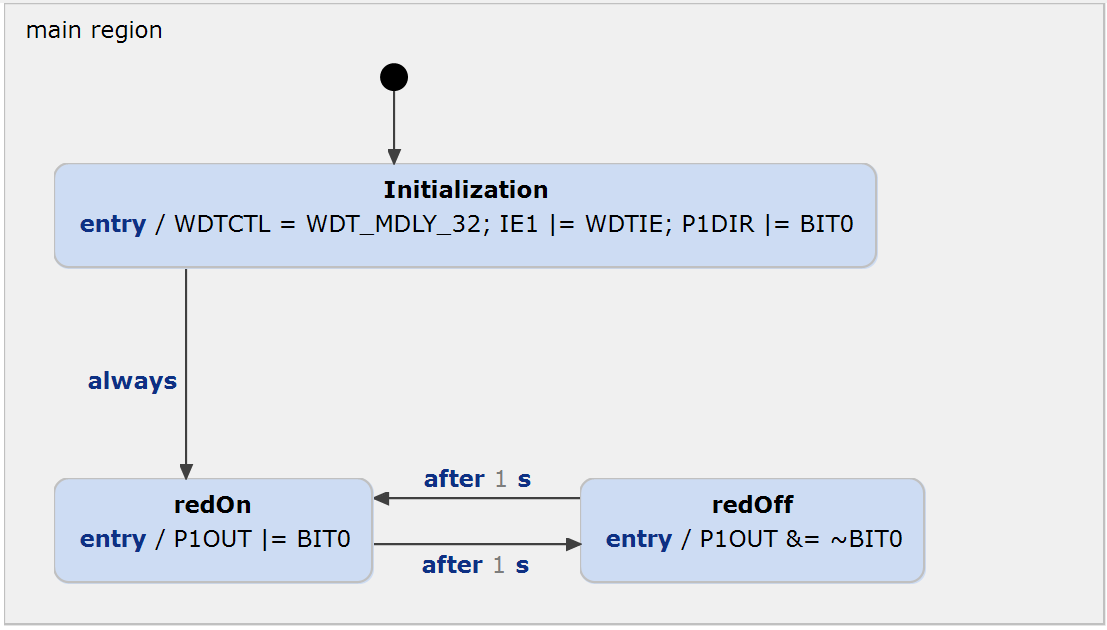 main region
Initialization
entry / WDTCTL = WDT_MDLY_32; IE1 |= WDTIE; P1DIR |= BIT0
always
after 1 s
redOn
entry / P1OUT |= BIT0
redOff
entry / P1OUT &= ~BIT0
after 1 s